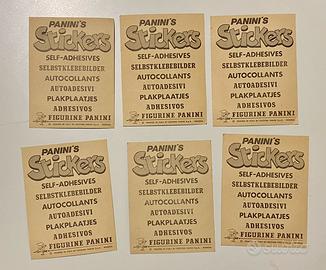 PANINI'S
Stickers
SELF-ADHESIVES
SELBSTKLEBEBILDER
AUTOCOLLANTS
AUTOADESIVI
PLAKPLAATJES
ADHESIVOS
FIGURINE PANINI
PANINI'S
Stickers
SELF-ADHESIVES
SELBSTKLEBEBILDER
AUTOCOLLANTS
AUTOADESIVI
PLAKPLAATJES
ADHESIVOS
FIGURINE PANINI
PANINI'S
Stickers
SELF-ADHESIVES
SELBSTKLEBEBILDER
AUTOCOLLANTS
AUTOADESIVI
PLAKPLAATJES
ADHESIVOS
FIGURINE PANINI
PANINI'S
Stickers
SELF-ADHESIVES
SELBSTKLEBEBILDER
AUTOCOLLANTS
AUTOADESIVI
PLAKPLAATJES
ADHESIVOS
FIGURINE PANINI
PANINI'S
Stickers
SELF-ADHESIVES
SELBSTKLEBEBILDER
AUTOCOLLANTS
AUTOADESIVI
PLAKPLAATJES
ADHESIVOS
FIGURINE PANINI
PANINI'S
Stickers
SELF-ADHESIVES
SELBSTKLEBEBILDER
AUTOCOLLANTS
AUTOADESIVI
PLAKPLAATJES
ADHESIVOS
FIGURINE PANINI
subito